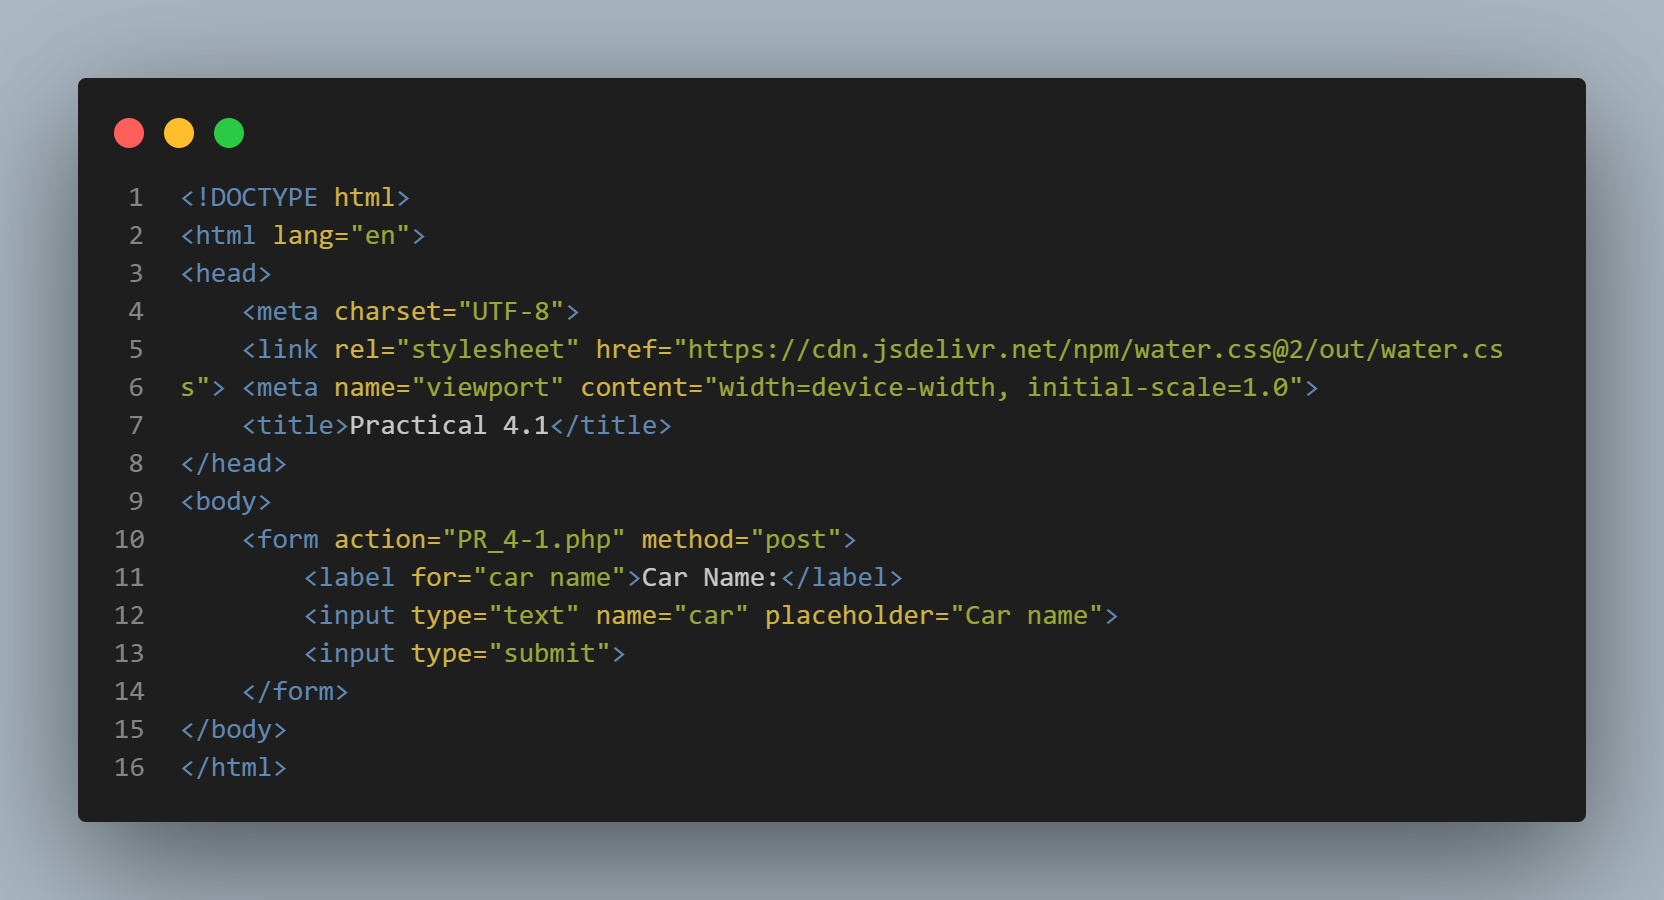 1 <!DOCTYPE html>
2 <html lang="en">
3 <head>
4     <meta charset="UTF-8">
5     <link rel="stylesheet" href="https://cdn.jsdelivr.net/npm/water.css@2/out/water.cs
6 s"> <meta name="viewport" content="width=device-width, initial-scale=1.0">
7     <title>Practical 4.1</title>
8 </head>
9 <body>
10     <form action="PR_4-1.php" method="post">
11         <label for="car name">Car Name:</label>
12         <input type="text" name="car" placeholder="Car name">
13         <input type="submit">
14     </form>
15 </body>
16 </html>